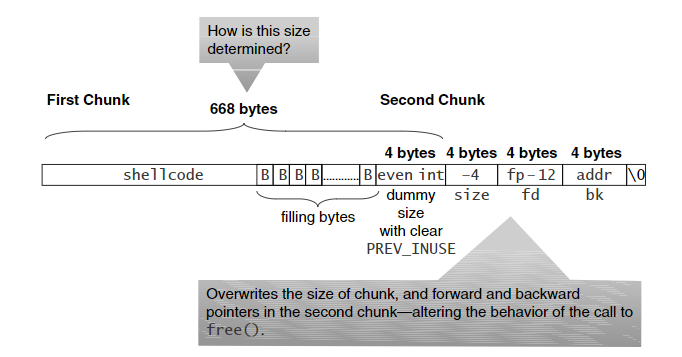 How is this size
determined?
First Chunk
668 bytes
Second Chunk
4 bytes 4 bytes 4 bytes 4 bytes
shellcode B B B B ............ B even int -4 fp-12 addr \0
filling bytes
dummy size fd bk
size
with clear
PREV_INUSE
Overwrites the size of chunk, and forward and backward
pointers in the second chunk—altering the behavior of the call to
free().